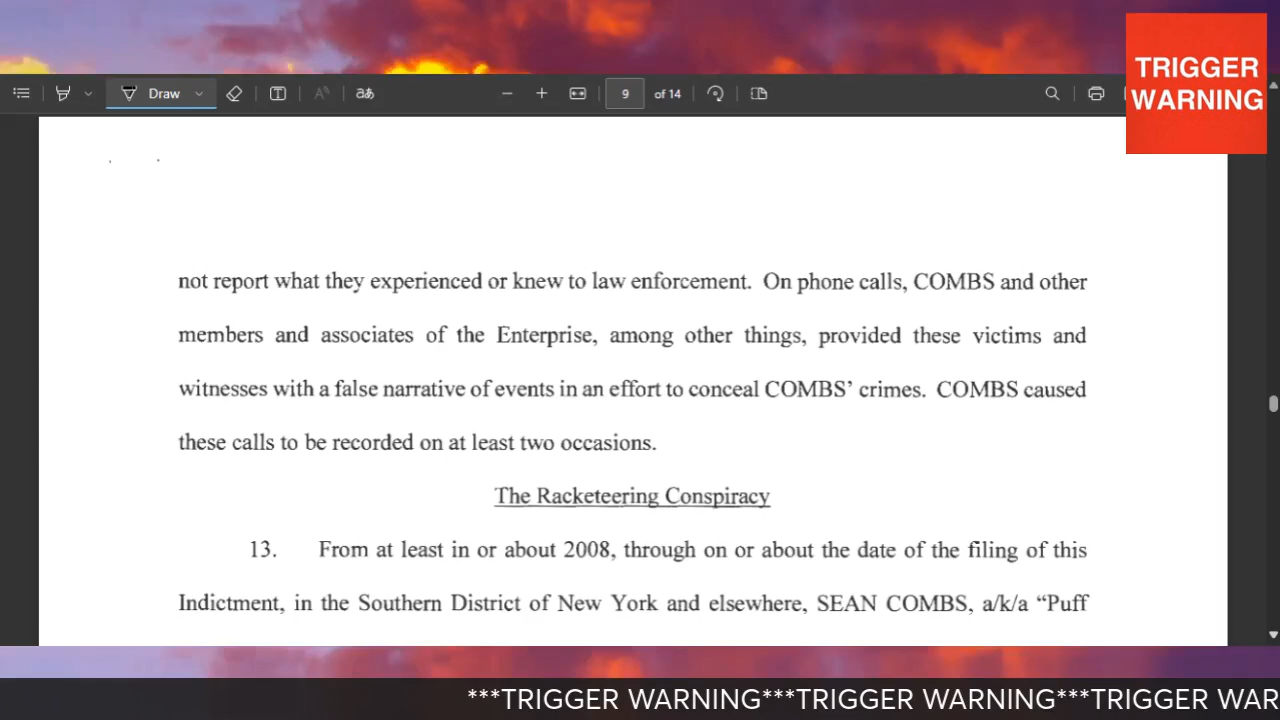 TRIGGER
WARNING
Draw
aあ
9 of 14
not report what they experienced or knew to law enforcement. On phone calls, COMBS and other
members and associates of the Enterprise, among other things, provided these victims and
witnesses with a false narrative of events in an effort to conceal COMBS’ crimes. COMBS caused
these calls to be recorded on at least two occasions.
The Racketeering Conspiracy
13. From at least in or about 2008, through on or about the date of the filing of this
Indictment, in the Southern District of New York and elsewhere, SEAN COMBS, a/k/a “Puff
***TRIGGER WARNING***TRIGGER WARNING***TRIGGER WAR